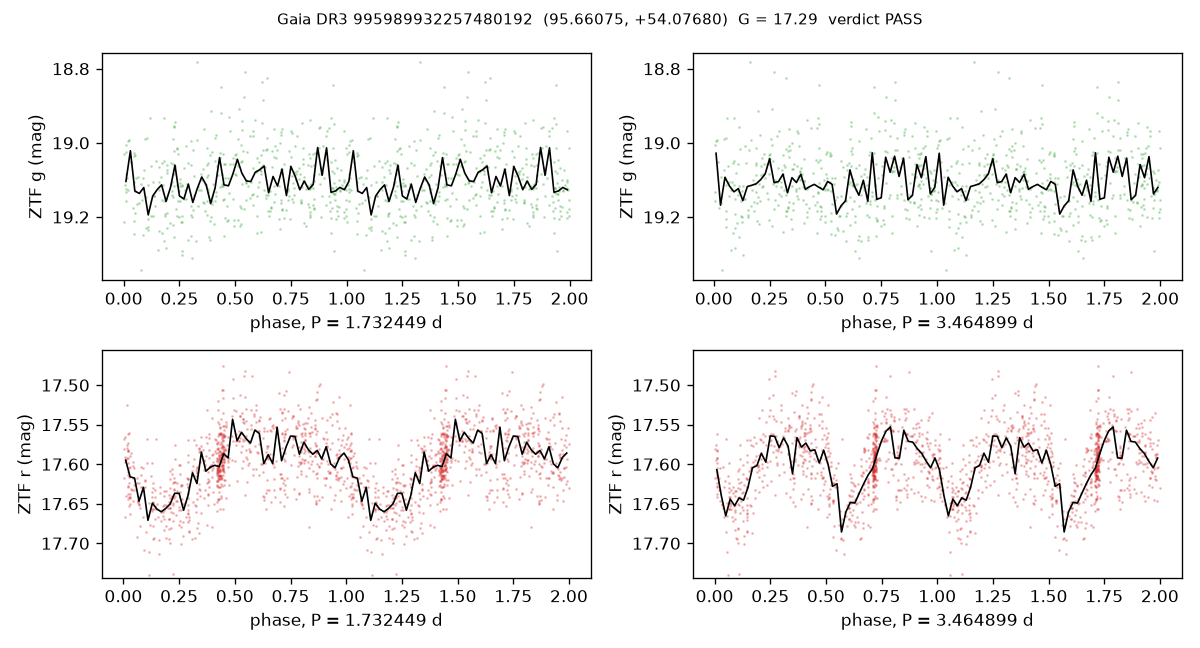 Gaia DR3 995989932257480192  (95.66075, +54.07680)  G = 17.29  verdict PASS
18.8
19.0
19.2
ZTF g (mag)
0.00 0.25 0.50 0.75 1.00 1.25 1.50 1.75 2.00
phase, P = 1.732449 d
18.8
19.0
19.2
ZTF g (mag)
0.00 0.25 0.50 0.75 1.00 1.25 1.50 1.75 2.00
phase, P = 3.464899 d
17.50
17.55
17.60
17.65
17.70
ZTF r (mag)
0.00 0.25 0.50 0.75 1.00 1.25 1.50 1.75 2.00
phase, P = 1.732449 d
17.50
17.55
17.60
17.65
17.70
ZTF r (mag)
0.00 0.25 0.50 0.75 1.00 1.25 1.50 1.75 2.00
phase, P = 3.464899 d